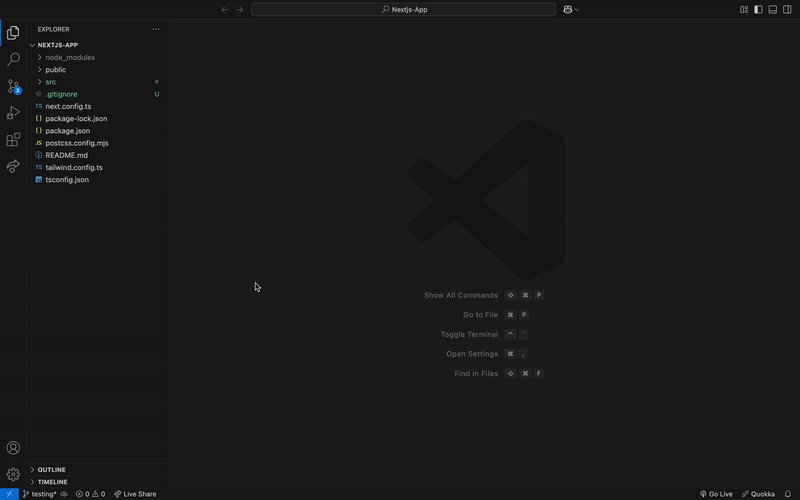 Nextjs-App
EXPLORER
NEXTJS-APP
node_modules
public
src
.gitignore U
TS next.config.ts
{} package-lock.json
{} package.json
JS postcss.config.mjs
README.md
TS tailwind.config.ts
tsconfig.json
3
Show All Commands ⇧ ⌘ P
Go to File ⌘ P
Toggle Terminal ^ `
Open Settings ⌘ ,
Find in Files ⇧ ⌘ F
OUTLINE
TIMELINE
testing* 0 0 Live Share Go Live Quokka